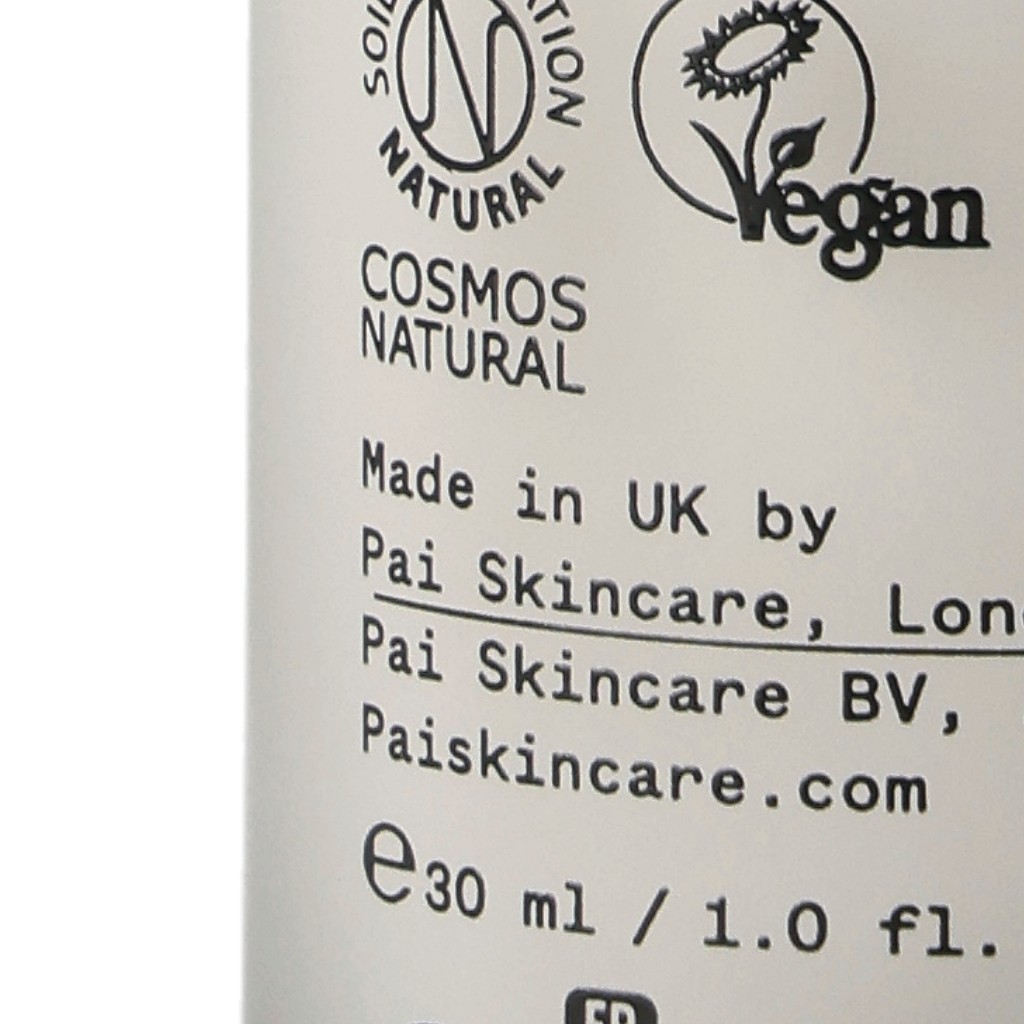 SOIL
NATURAL
Vegan
COSMOS
NATURAL
Made in UK by
Pai Skincare,
Pai Skincare BV,
Paiskincare.com
e 30 ml / 1.0 fl.